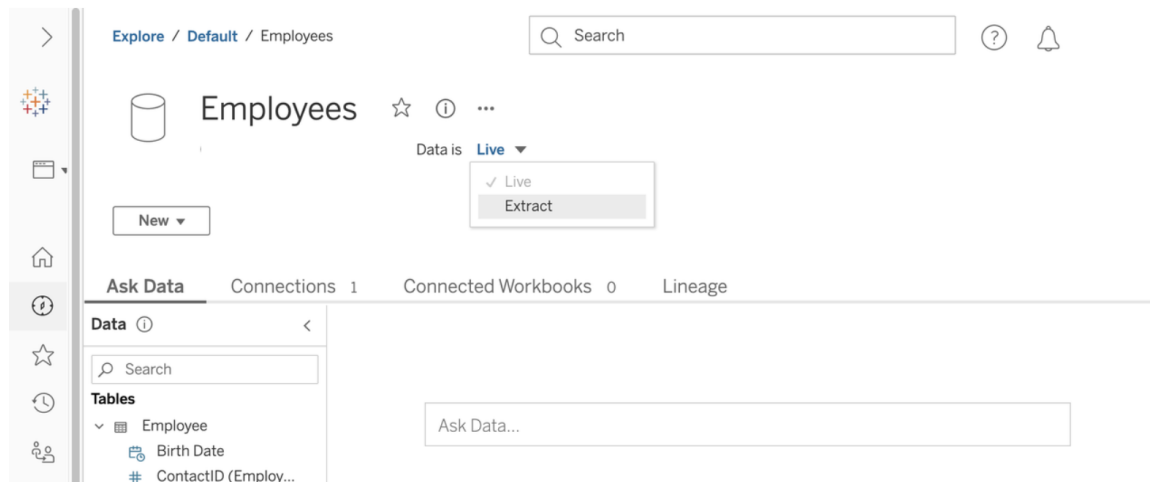 Explore / Default / Employees
Search
Employees
Data is Live
Live
Extract
New
Ask Data
Connections 1
Connected Workbooks 0
Lineage
Data
Search
Tables
Employee
Birth Date
ContactID (Employ...
Ask Data...